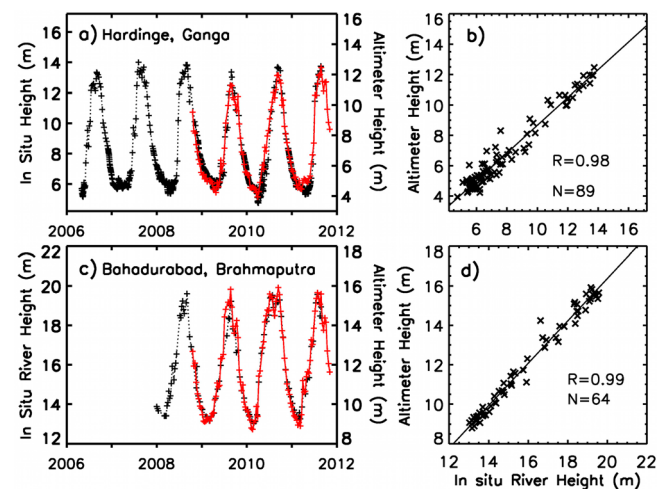 a) Hardinge, Ganga
In Situ Height (m)
16
14
12
10
8
6
2006 2008 2010 2012
16
14
12
10
8
6
4
Altimeter Height (m)
b)
Altimeter Height (m)
16
14
12
10
8
6
4
R=0.98
N=89
6 8 10 12 14 16
c) Bahadurabad, Brahmaputra
In Situ River Height (m)
22
20
18
16
14
12
2006 2008 2010 2012
16
14
12
10
8
Altimeter Height (m)
d)
Altimeter Height (m)
18
16
14
12
10
8
R=0.99
N=64
12 14 16 18 20 22
In situ River Height (m)